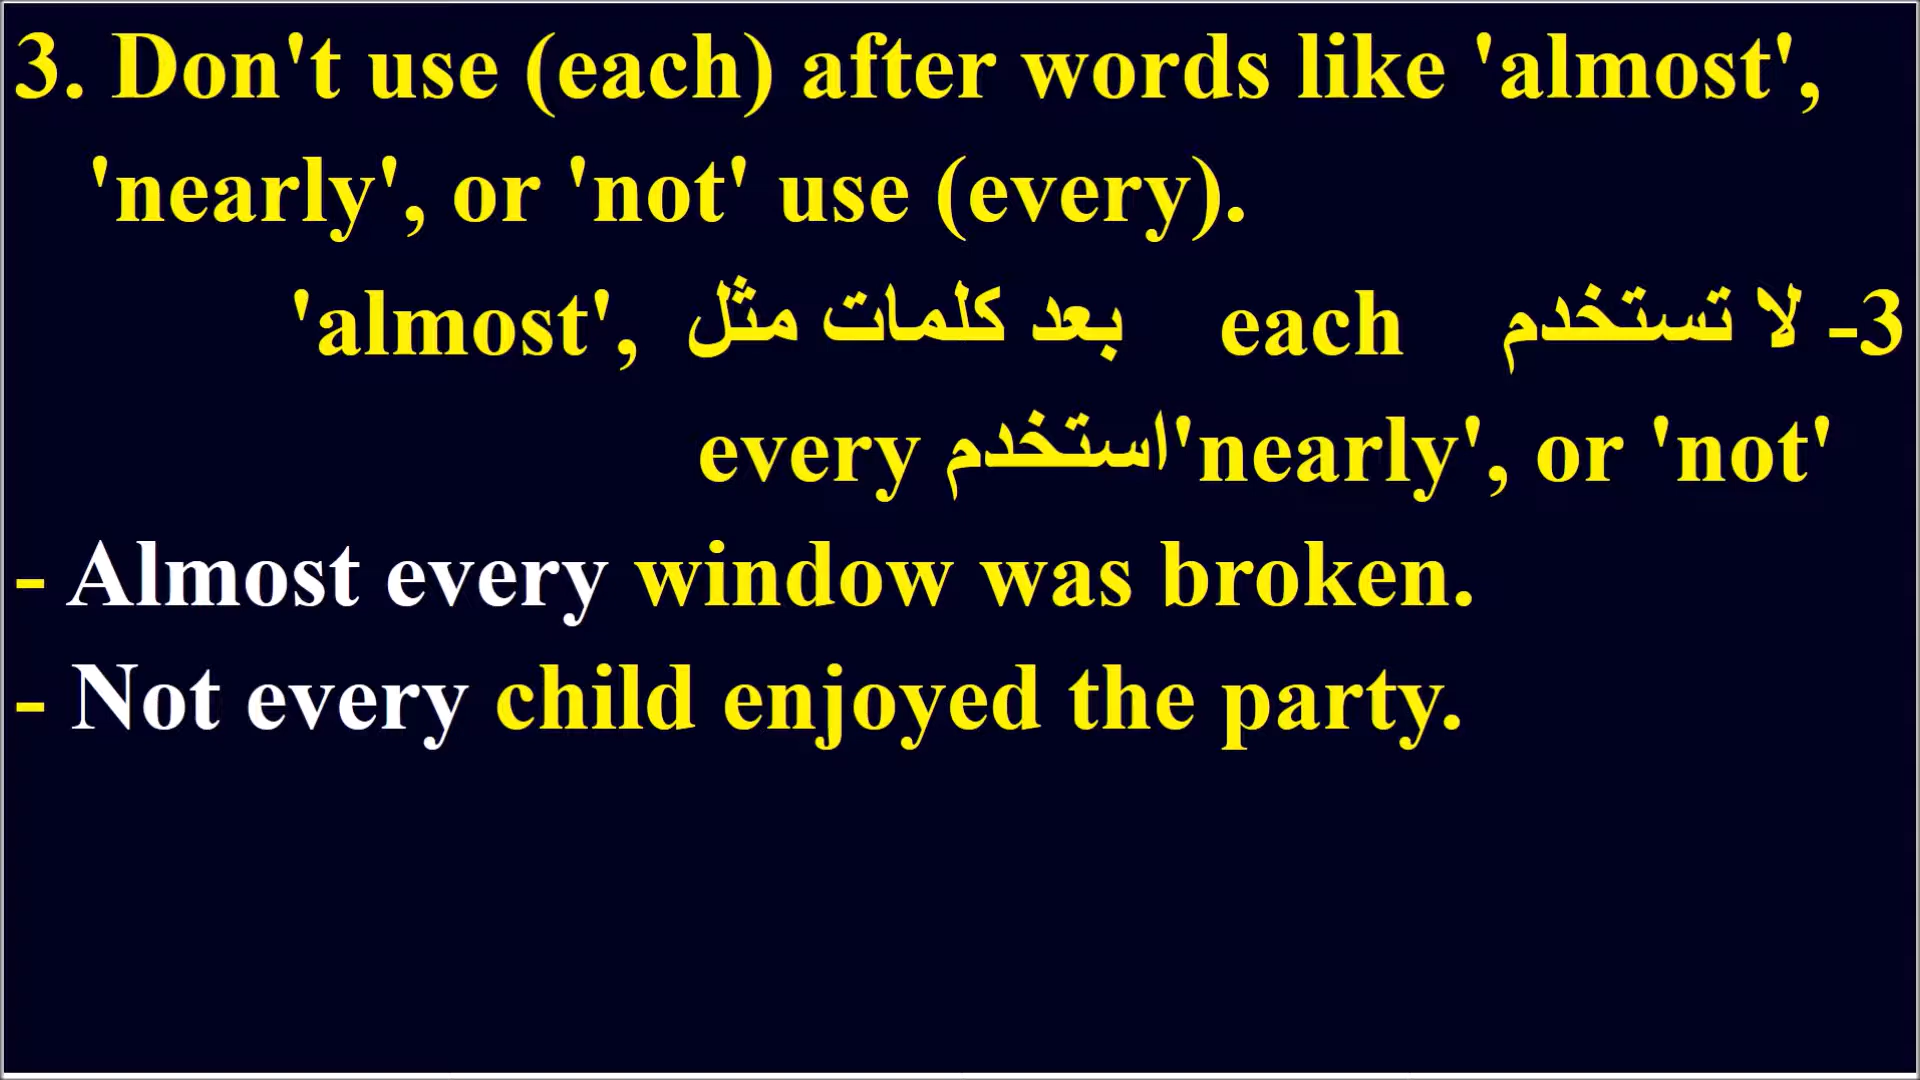 3. Don't use (each) after words like 'almost',
'nearly', or 'not' use (every).
3- لا تستخدم each بعد كلمات مثل 'almost',
'nearly', or 'not' استخدم every
- Almost every window was broken.
- Not every child enjoyed the party.